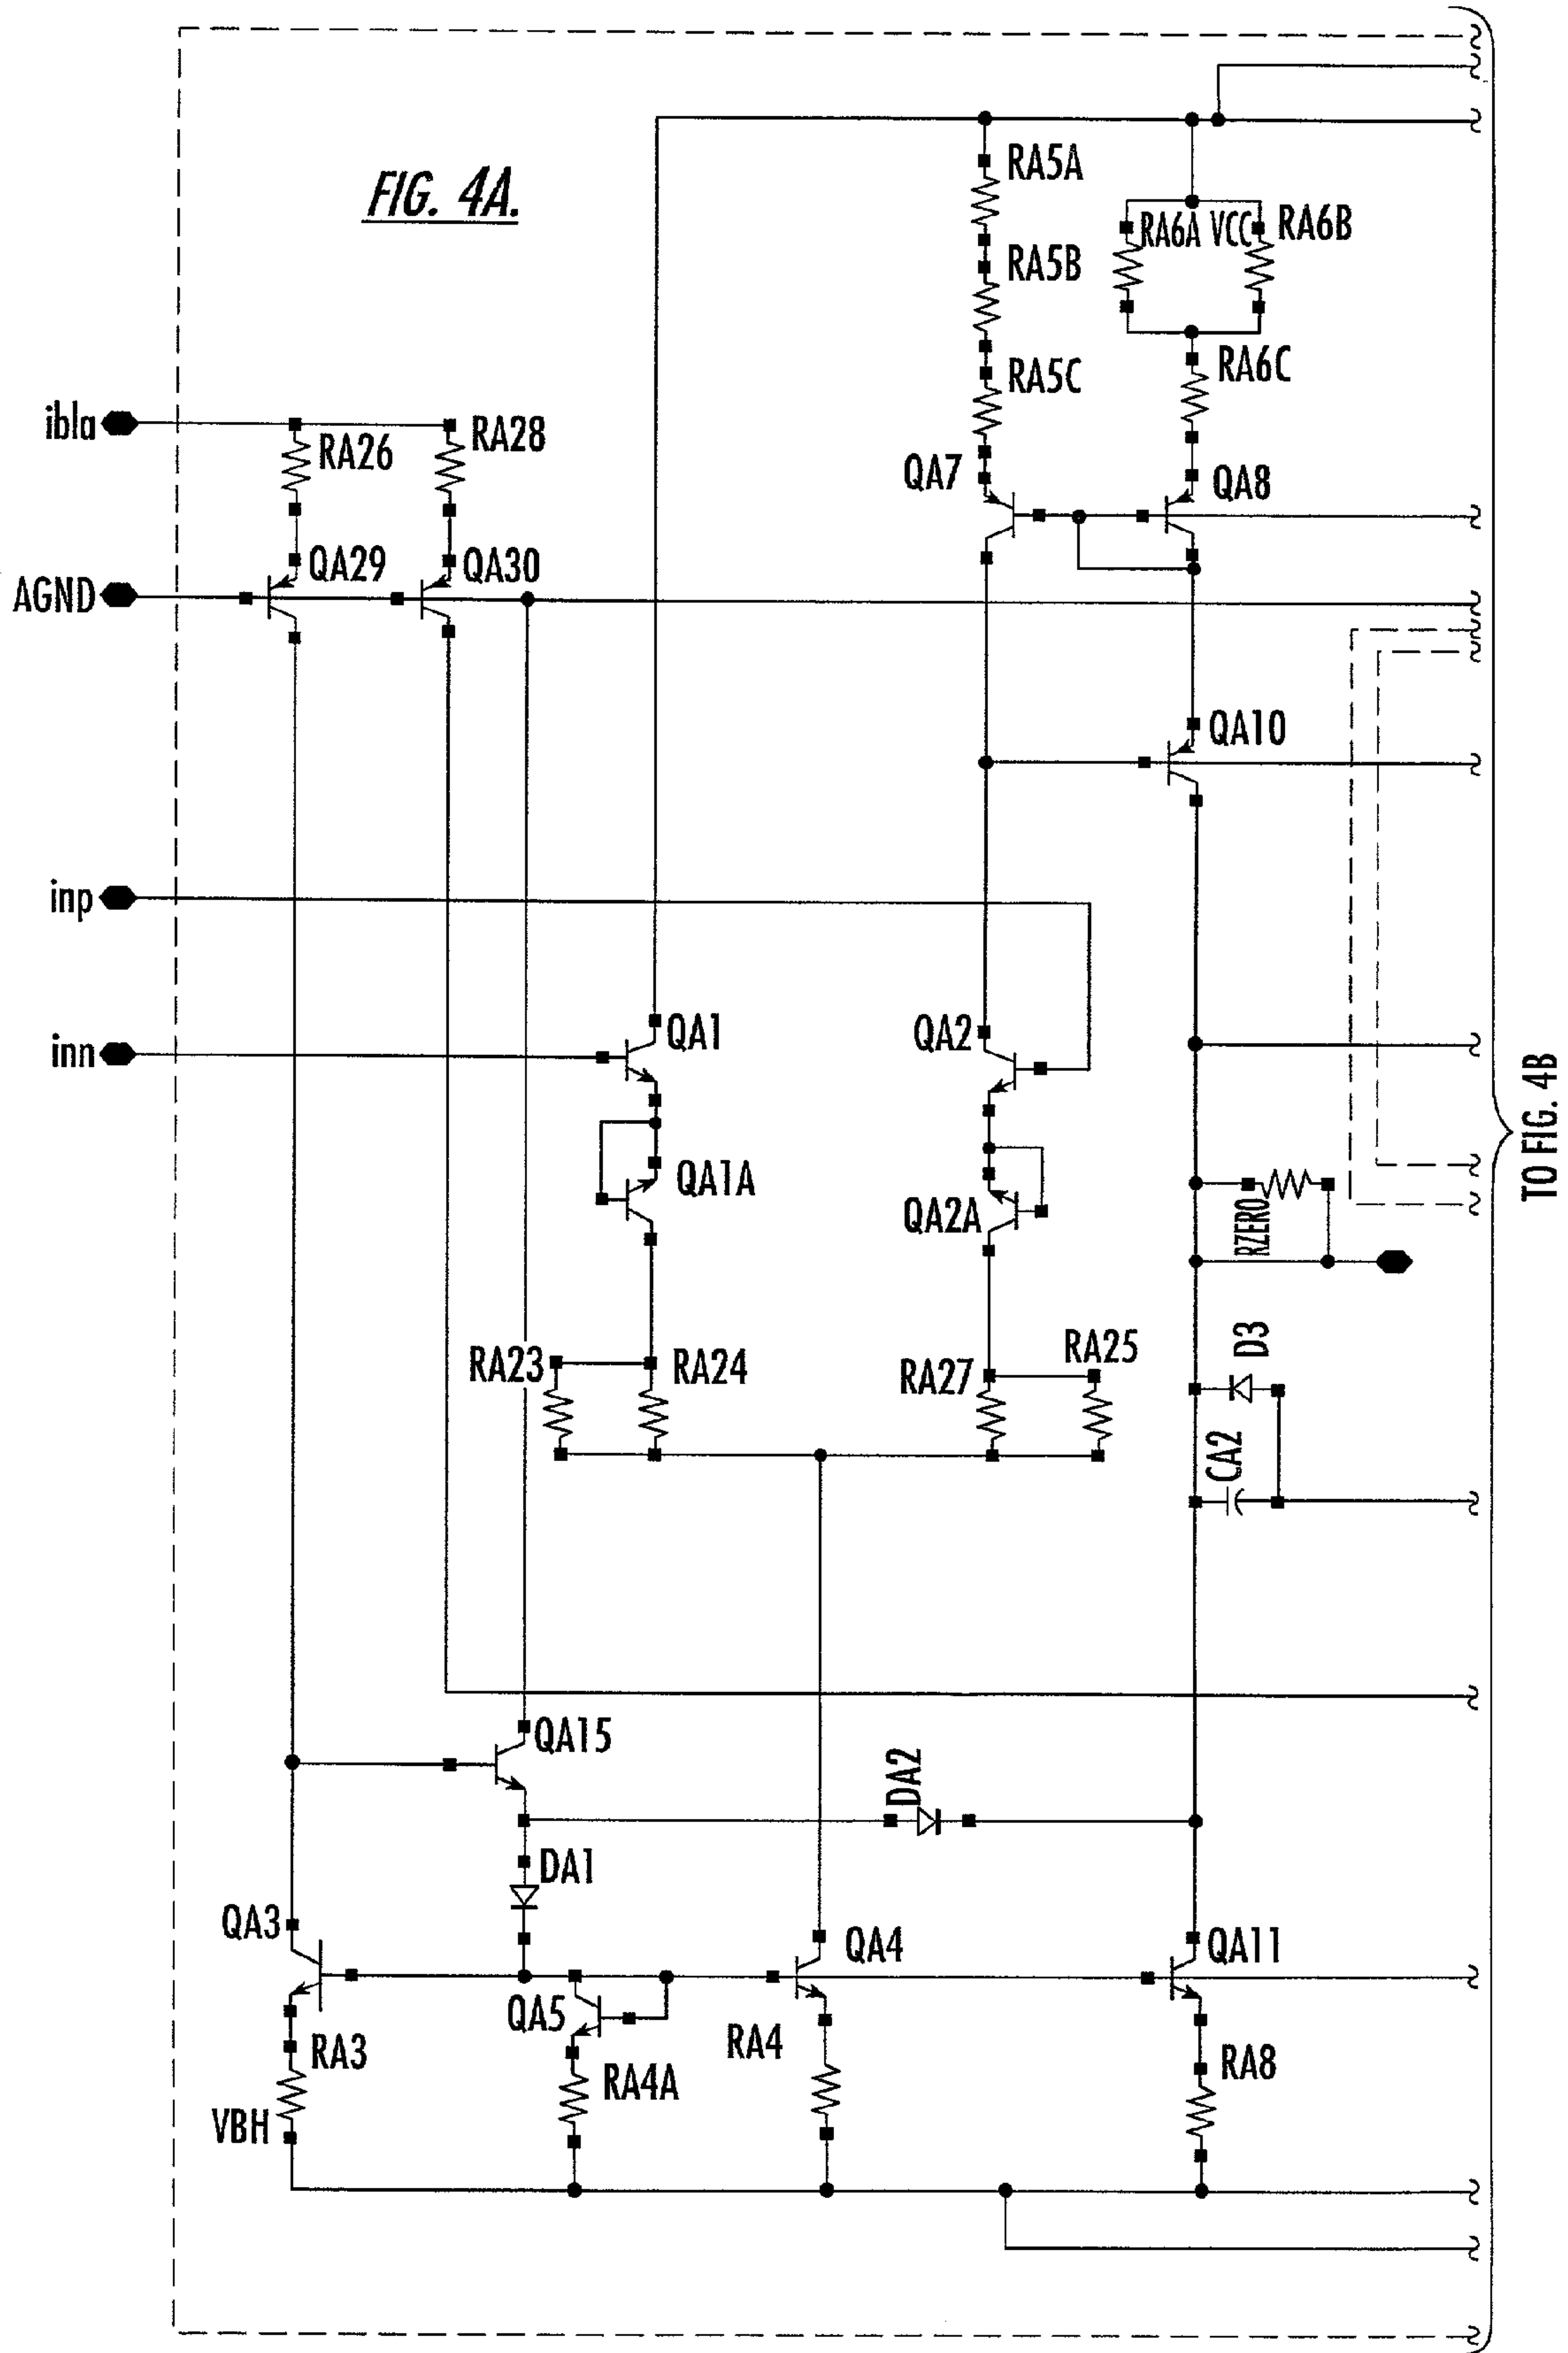 FIG. 4A.
RA5A
RA6A VCC
RA6B
RA5B
RA5C
RA6C
ibla
RA26
RA28
QA7
QA8
AGND
QA29
QA30
QA10
inp
inn
QA1
QA2
QA1A
QA2A
RZERO
TO FIG. 4B
RA23
RA24
RA27
RA25
D3
CA2
QA15
DA2
DA1
QA3
QA4
QA11
QA5
RA3
RA4A
RA4
RA8
VBH